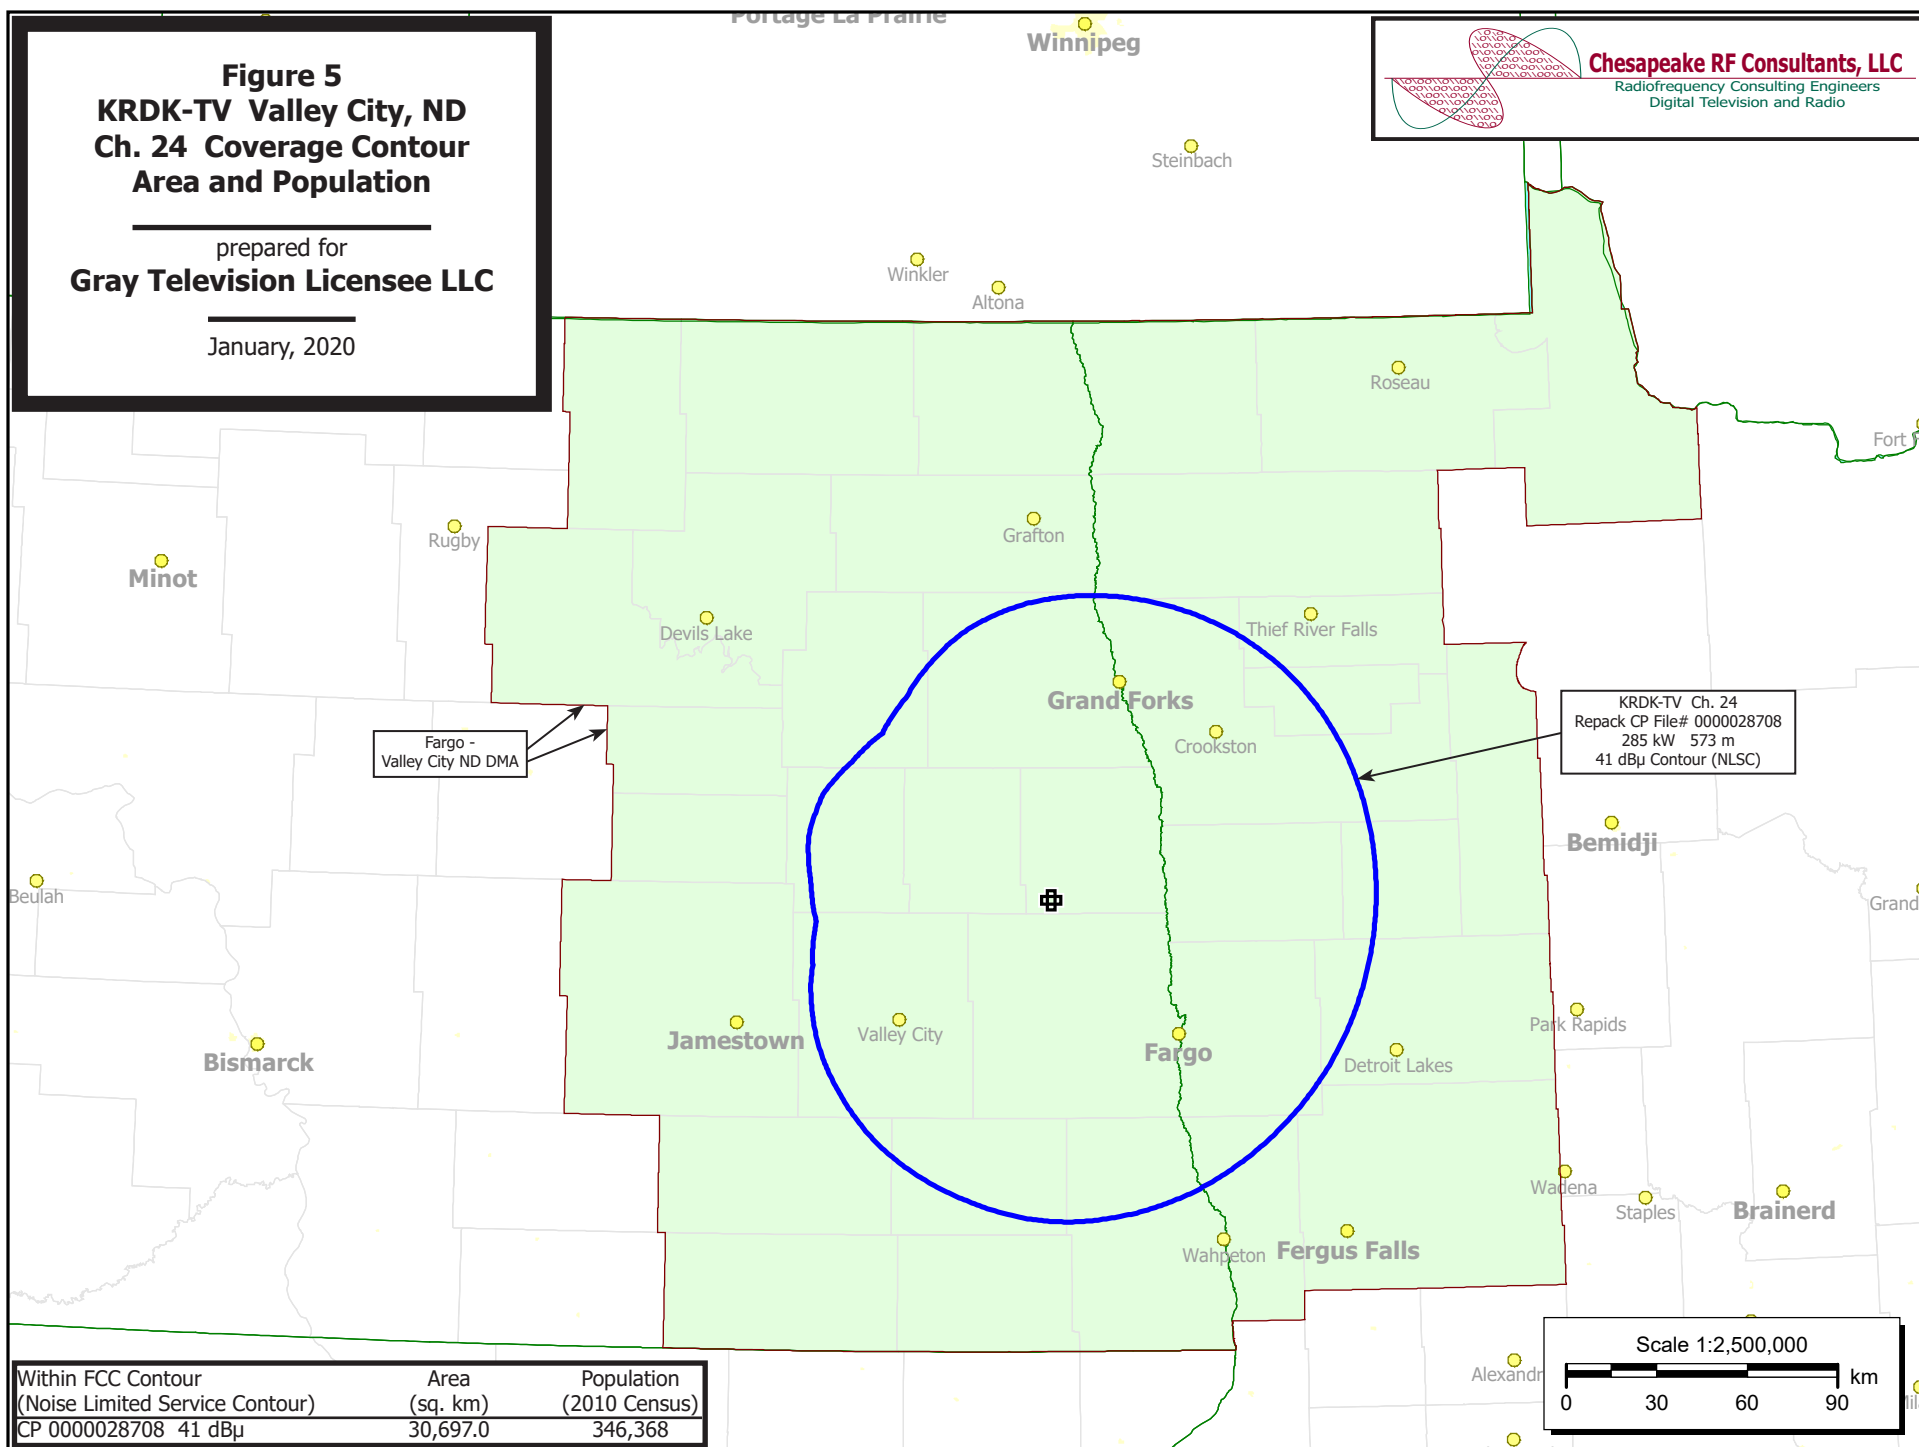 Portage La Prairie
Winnipeg
Figure 5
KRDK-TV Valley City, ND
Ch. 24 Coverage Contour
Area and Population
prepared for
Gray Television Licensee LLC
January, 2020
Chesapeake RF Consultants, LLC
Radiofrequency Consulting Engineers
Digital Television and Radio
Steinbach
Winkler
Altona
Roseau
Fort
Rugby
Grafton
Minot
Devils Lake
Thief River Falls
Grand Forks
Crookston
KRDK-TV Ch. 24
Repack CP File# 0000028708
285 kW 573 m
41 dBµ Contour (NLSC)
Fargo -
Valley City ND DMA
Bemidji
Beulah
Grand
Jamestown
Valley City
Fargo
Park Rapids
Bismarck
Detroit Lakes
Wadena
Staples
Brainerd
Wahpeton
Fergus Falls
Alexandr
Scale 1:2,500,000
km
0 30 60 90
Within FCC Contour Area Population
(Noise Limited Service Contour) (sq. km) (2010 Census)
CP 0000028708 41 dBµ 30,697.0 346,368